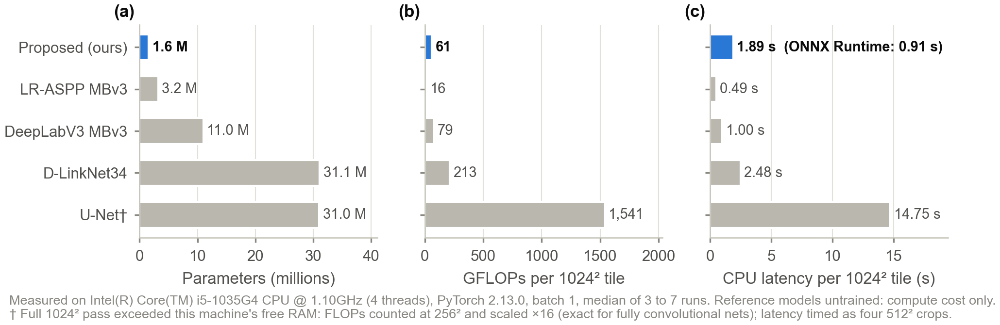 (a) (b) (c)
Proposed (ours) 1.6 M 61 1.89 s (ONNX Runtime: 0.91 s)
LR-ASPP MBv3 3.2 M 16 0.49 s
DeepLabV3 MBv3 11.0 M 79 1.00 s
D-LinkNet34 31.1 M 213 2.48 s
U-Net† 31.0 M 1,541 14.75 s
0 10 20 30 40 0 500 1000 1500 2000 0 5 10 15
Parameters (millions) GFLOPs per 1024² tile CPU latency per 1024² tile (s)
Measured on Intel(R) Core(TM) i5-1035G4 CPU @ 1.10GHz (4 threads), PyTorch 2.13.0, batch 1, median of 3 to 7 runs. Reference models untrained: compute cost only.
† Full 1024² pass exceeded this machine's free RAM: FLOPs counted at 256² and scaled ×16 (exact for fully convolutional nets); latency timed as four 512² crops.